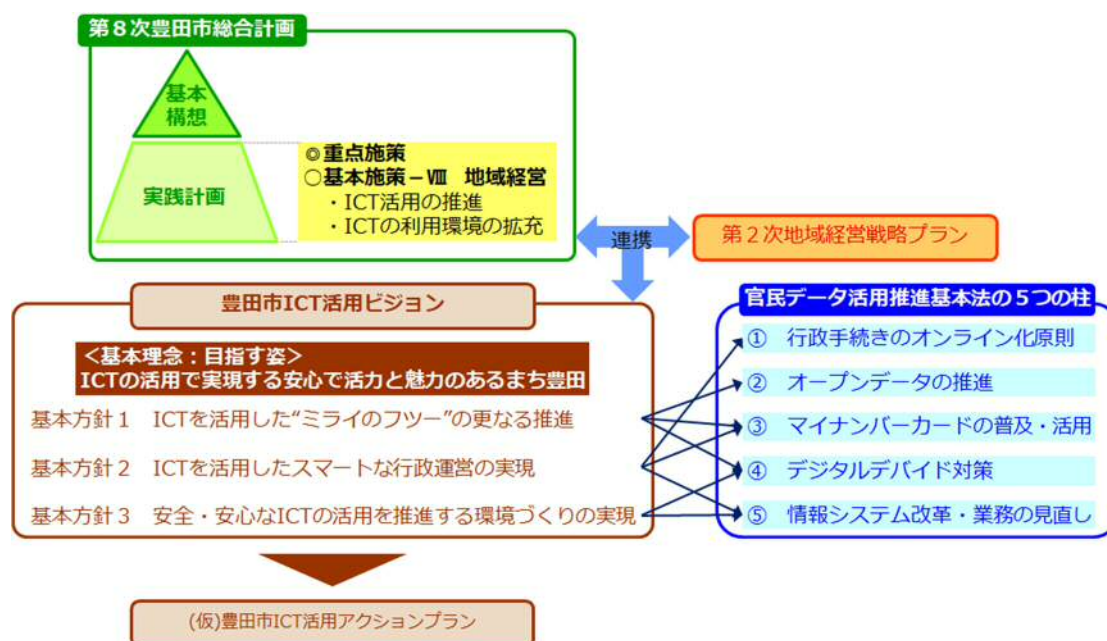 第８次豊田市総合計画
基本
構想
実践計画
◎重点施策
○基本施策－Ⅷ　地域経営
・ICT活用の推進
・ICTの利用環境の拡充
連携
第２次地域経営戦略プラン
豊田市ICT活用ビジョン
＜基本理念：目指す姿＞
ICTの活用で実現する安心で活力と魅力のあるまち豊田
基本方針１　ICTを活用した“ミライのフツー”の更なる推進
基本方針２　ICTを活用したスマートな行政運営の実現
基本方針３　安全・安心なICTの活用を推進する環境づくりの実現
官民データ活用推進基本法の５つの柱
①　行政手続きのオンライン化原則
②　オープンデータの推進
③　マイナンバーカードの普及・活用
④　デジタルデバイド対策
⑤　情報システム改革・業務の見直し
(仮)豊田市ICT活用アクションプラン